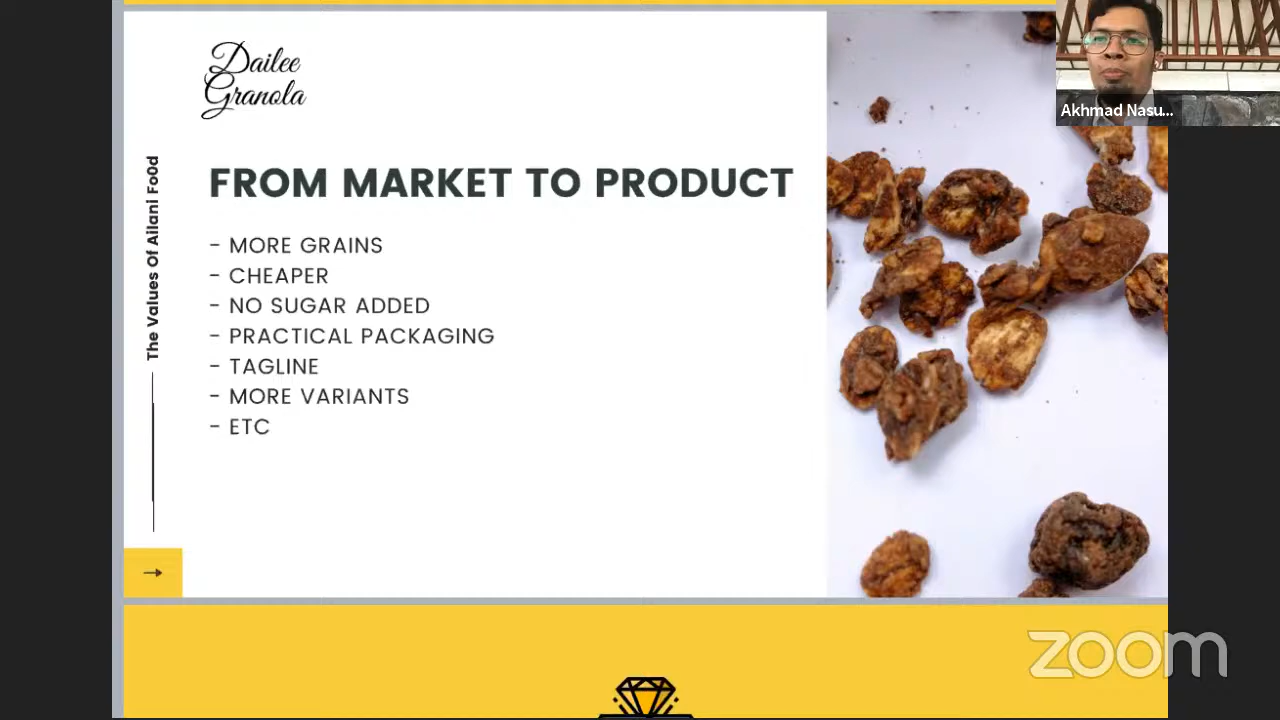 Dailee
Granola
The Values Of Ailani Fo0d
FROM MARKET TO PRODUCT
- MORE GRAINS
- CHEAPER
- NO SUGAR ADDED
- PRACTICAL PACKAGING
- TAGLINE
- MORE VARIANTS
- ETC
Akhmad Nasu...
zoom